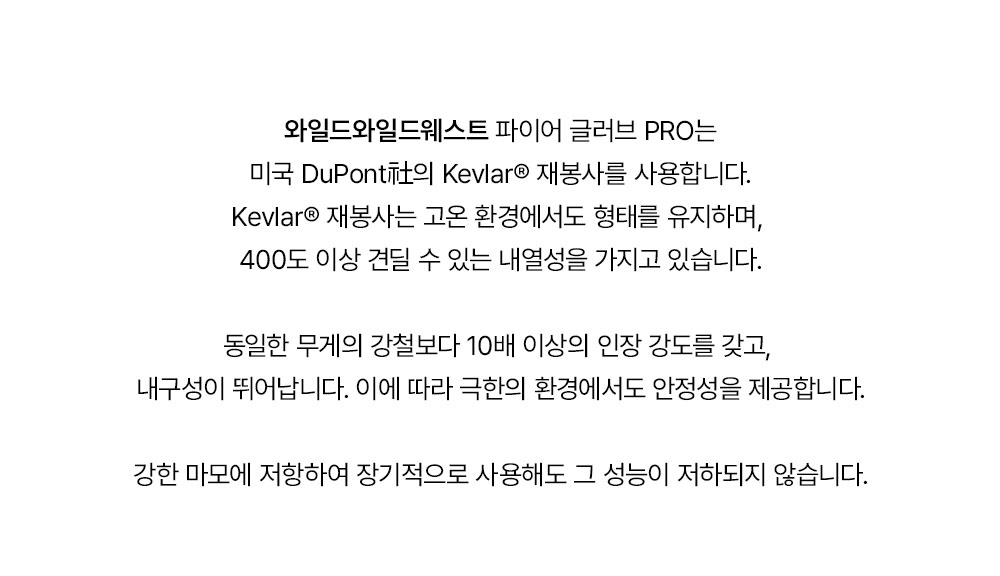 와일드와일드웨스트 파이어 글러브 PRO는
미국 DuPont社의 Kevlar® 재봉사를 사용합니다.
Kevlar® 재봉사는 고온 환경에서도 형태를 유지하며,
400도 이상 견딜 수 있는 내열성을 가지고 있습니다.
동일한 무게의 강철보다 10배 이상의 인장 강도를 갖고,
내구성이 뛰어납니다. 이에 따라 극한의 환경에서도 안정성을 제공합니다.
강한 마모에 저항하여 장기적으로 사용해도 그 성능이 저하되지 않습니다.